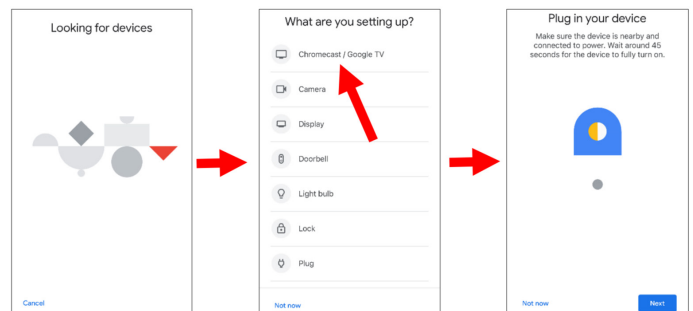 Looking for devices
Cancel
What are you setting up?
Chromecast / Google TV
Camera
Display
Doorbell
Light bulb
Lock
Plug
Not now
Plug in your device
Make sure the device is nearby and
connected to power. Wait around 45
seconds for the device to fully turn on.
Not now
Next